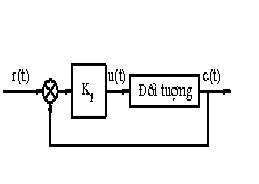 r(t)
K_I
u(t)
Đối tượng
c(t)